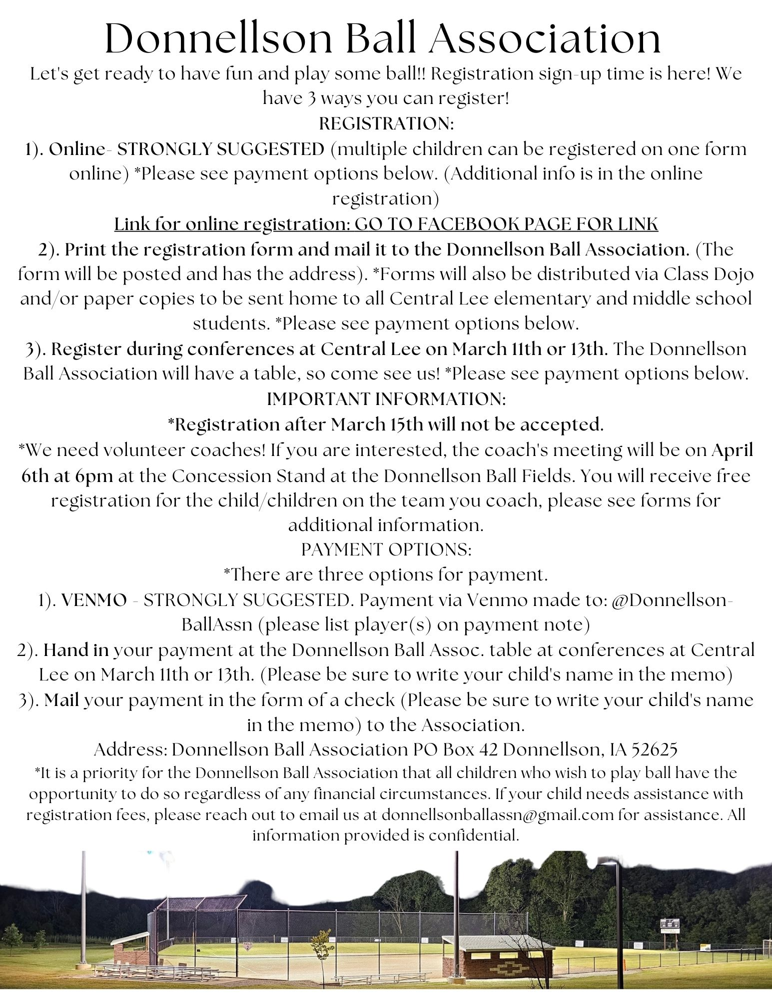 Donnellson Ball Association
Let's get ready to have fun and play some ball!! Registration sign-up time is here! We
have 3 ways you can register!
REGISTRATION:
1). Online- STRONGLY SUGGESTED (multiple children can be registered on one form
online) *Please see payment options below. (Additional info is in the online
registration)
Link for online registration: GO TO FACEBOOK PAGE FOR LINK
2). Print the registration form and mail it to the Donnellson Ball Association. (The
form will be posted and has the address). *Forms will also be distributed via Class Dojo
and/or paper copies to be sent home to all Central Lee elementary and middle school
students. *Please see payment options below.
3). Register during conferences at Central Lee on March 11th or 13th. The Donnellson
Ball Association will have a table, so come see us! *Please see payment options below.
IMPORTANT INFORMATION:
*Registration after March 15th will not be accepted.
*We need volunteer coaches! If you are interested, the coach's meeting will be on April
6th at 6pm at the Concession Stand at the Donnellson Ball Fields. You will receive free
registration for the child/children on the team you coach, please see forms for
additional information.
PAYMENT OPTIONS:
*There are three options for payment.
1). VENMO - STRONGLY SUGGESTED. Payment via Venmo made to: @Donnellson-
BallAssn (please list player(s) on payment note)
2). Hand in your payment at the Donnellson Ball Assoc. table at conferences at Central
Lee on March 11th or 13th. (Please be sure to write your child's name in the memo)
3). Mail your payment in the form of a check (Please be sure to write your child's name
in the memo) to the Association.
Address: Donnellson Ball Association PO Box 42 Donnellson, IA 52625
*It is a priority for the Donnellson Ball Association that all children who wish to play ball have the
opportunity to do so regardless of any financial circumstances. If your child needs assistance with
registration fees, please reach out to email us at donnellsonballassn@gmail.com for assistance. All
information provided is confidential.
FIELD
2